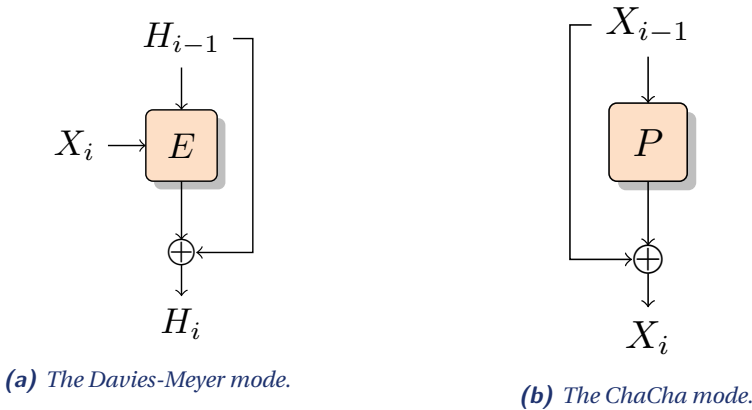 H_{i-1}
X_i
E
⊕
H_i
(a) The Davies-Meyer mode.
X_{i-1}
P
⊕
X_i
(b) The ChaCha mode.